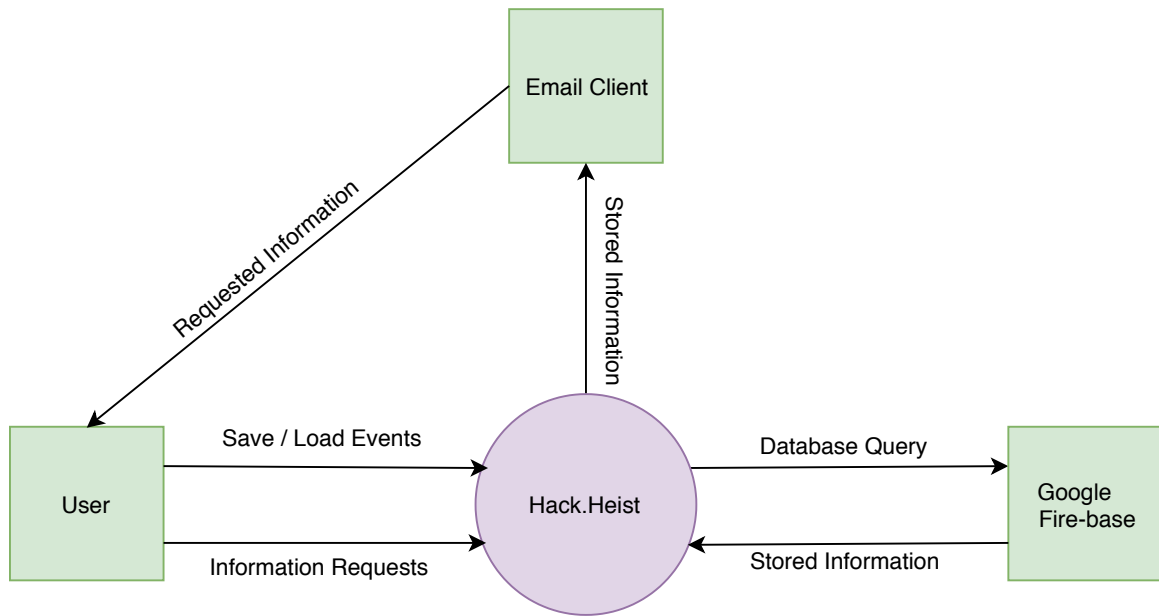 Email Client
Requested Information
Stored Information
Save / Load Events
Database Query
User
Hack.Heist
Google
Fire-base
Information Requests
Stored Information